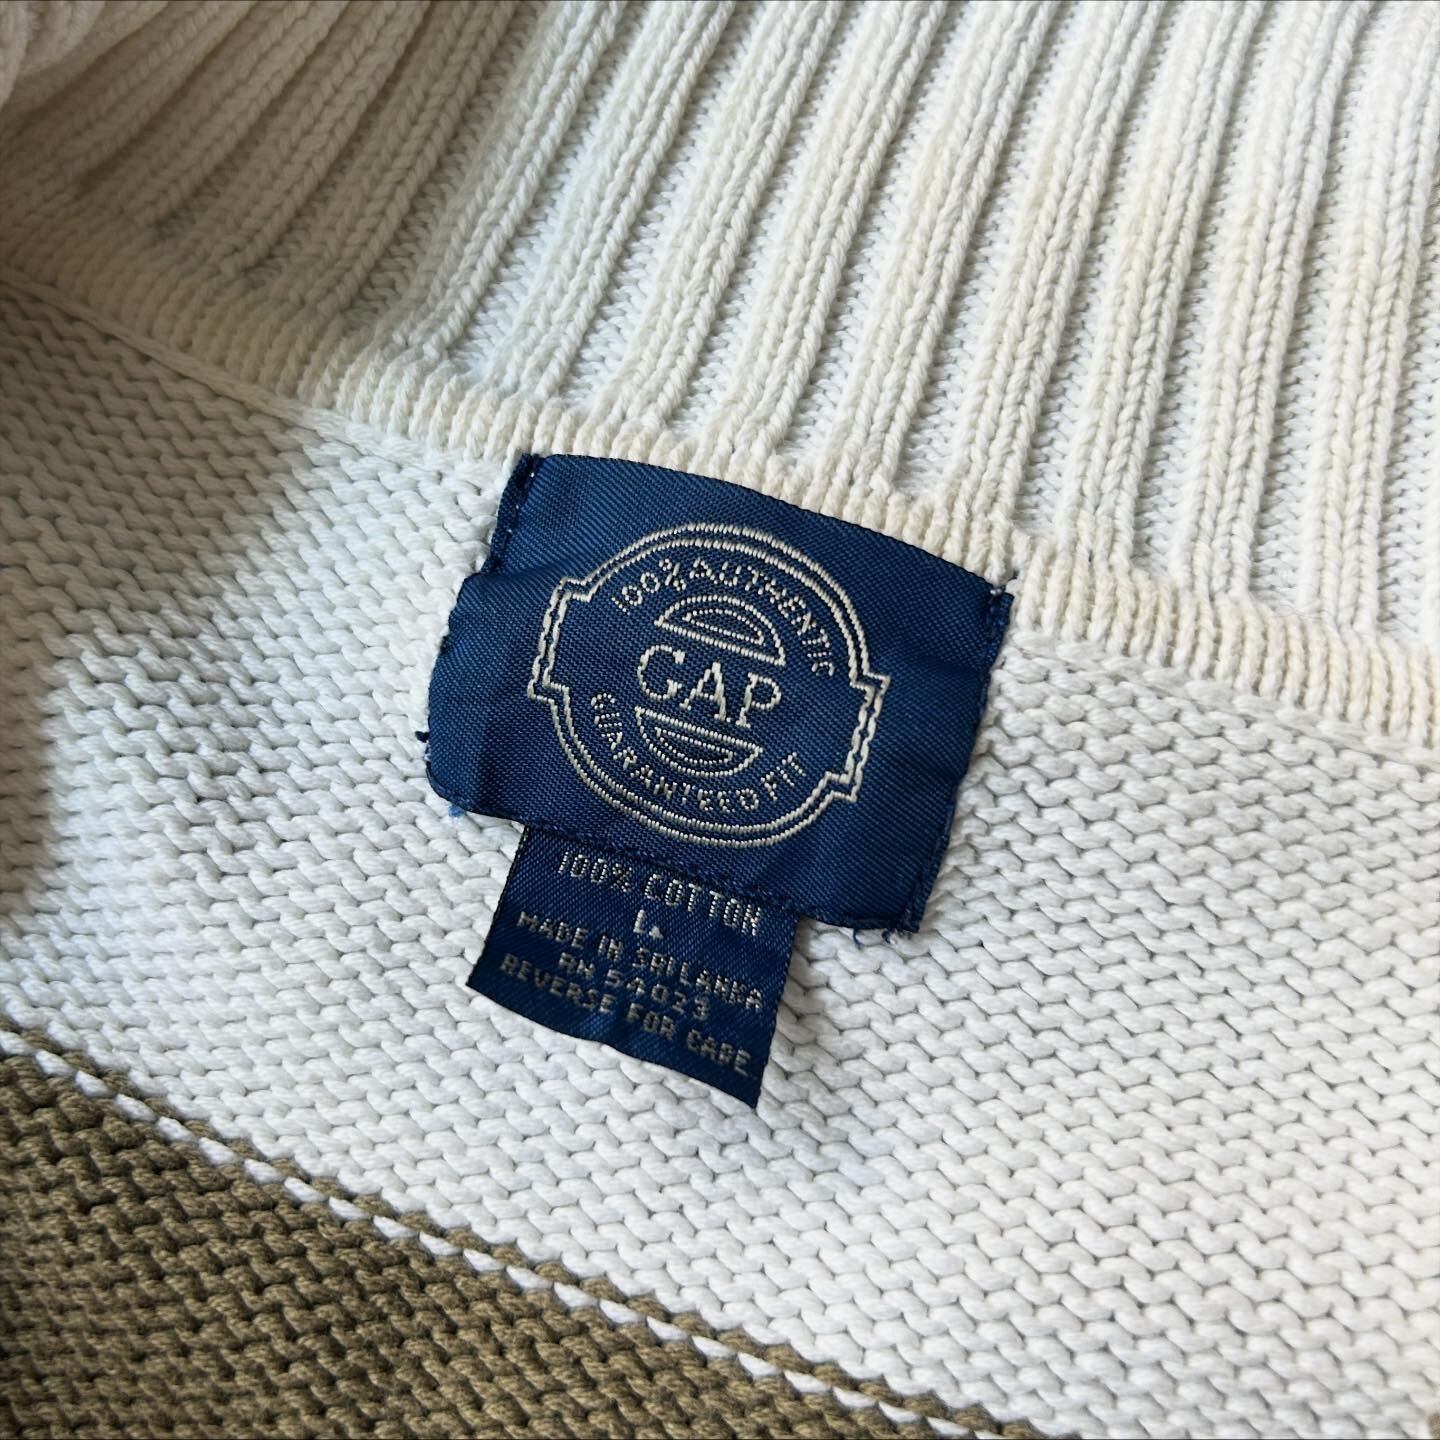 100% AUTHENTIC
GAP
GUARANTEED FIT
100% COTTON
L
MADE IN SRI LANKA
RN 54023
REVERSE FOR CARE